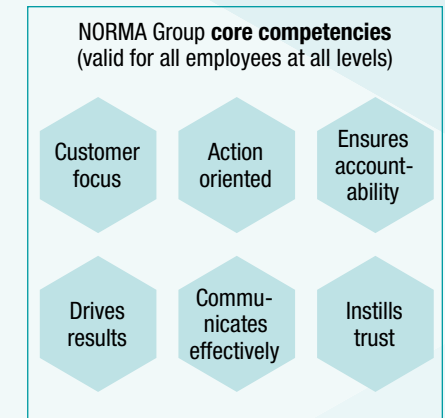 NORMA Group core competencies
(valid for all employees at all levels)
Customer
focus
Action
oriented
Ensures
account-
ability
Drives
results
Commu-
nicates
effectively
Instills
trust